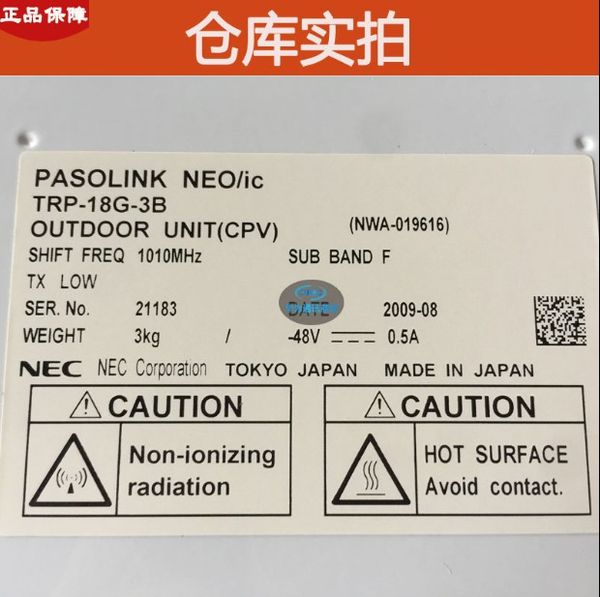 正品保障
仓库实拍
PASOLINK NEO/ic
TRP-18G-3B
OUTDOOR UNIT(CPV) (NWA-019616)
SHIFT FREQ 1010MHz SUB BAND F
TX LOW
SER. No. 21183 DATE 2009-08
WEIGHT 3kg / -48V 0.5A
NEC NEC Corporation TOKYO JAPAN MADE IN JAPAN
CAUTION
Non-ionizing
radiation
CAUTION
HOT SURFACE
Avoid contact.